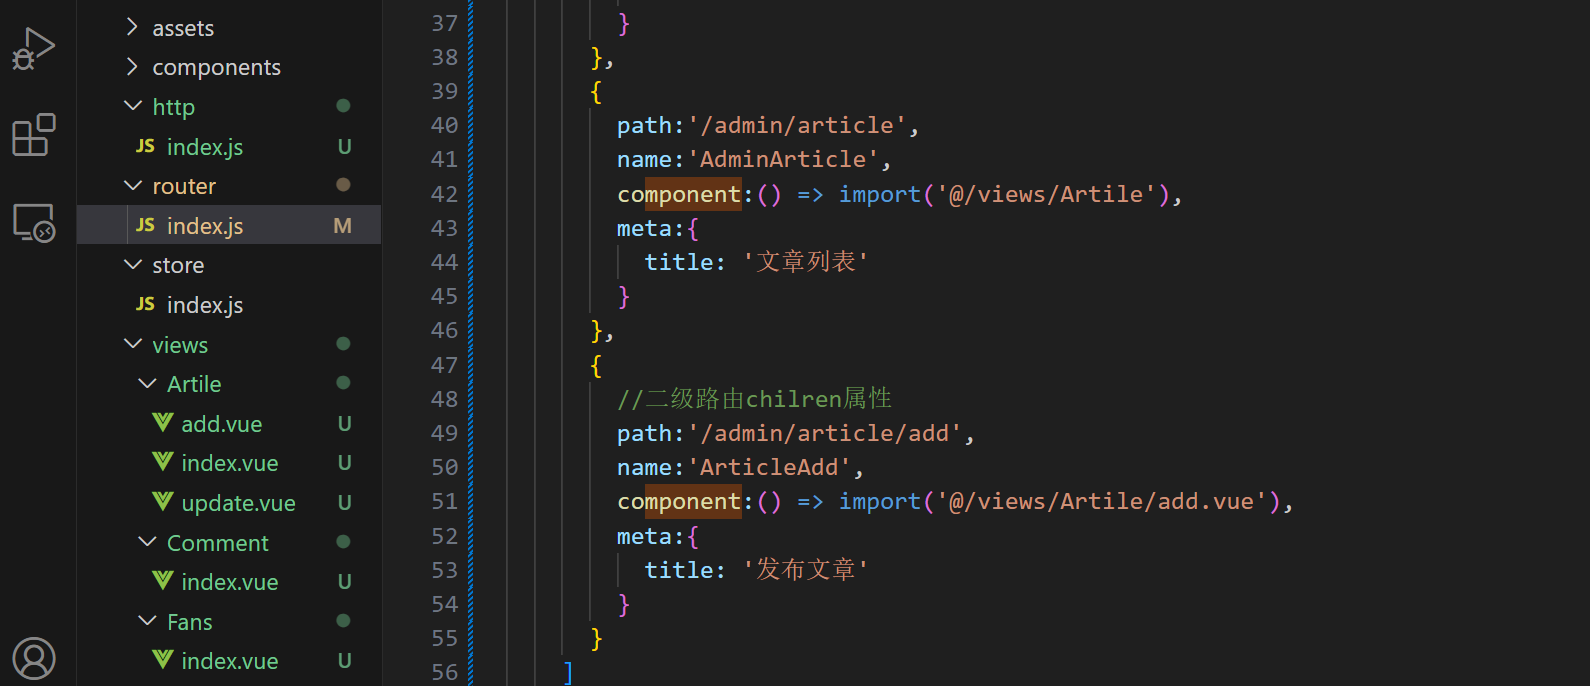 assets
components
http
JS index.js U
router
JS index.js M
store
JS index.js
views
Artile
add.vue U
index.vue U
update.vue U
Comment
index.vue U
Fans
index.vue U
37 }
38 },
39 {
40 path:'/admin/article',
41 name:'AdminArticle',
42 component:() => import('@/views/Artile'),
43 meta:{
44 title: '文章列表'
45 }
46 },
47 {
48 //二级路由chilren属性
49 path:'/admin/article/add',
50 name:'ArticleAdd',
51 component:() => import('@/views/Artile/add.vue'),
52 meta:{
53 title: '发布文章'
54 }
55 }
56 ]